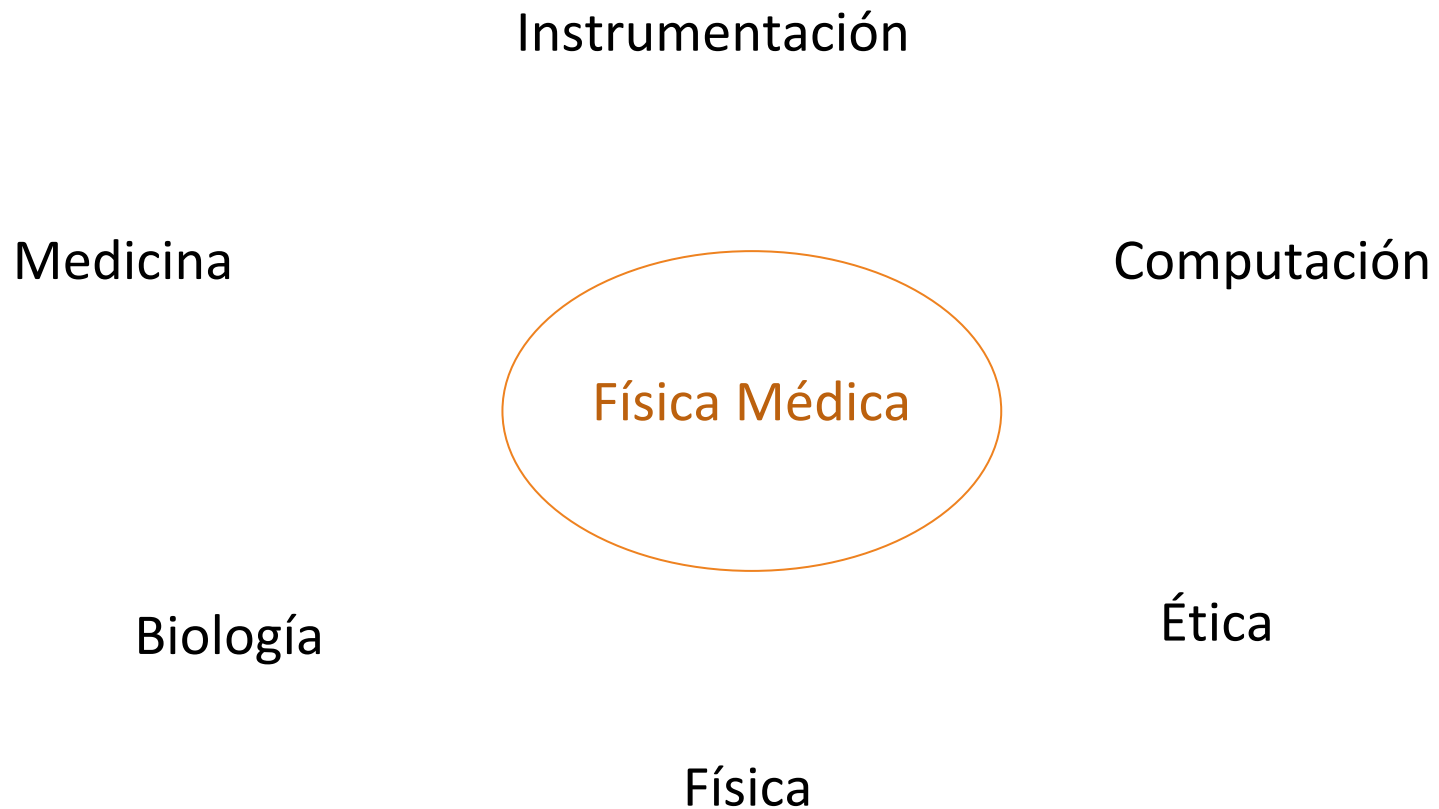 Instrumentación
Medicina
Computación
Física Médica
Biología
Ética
Física